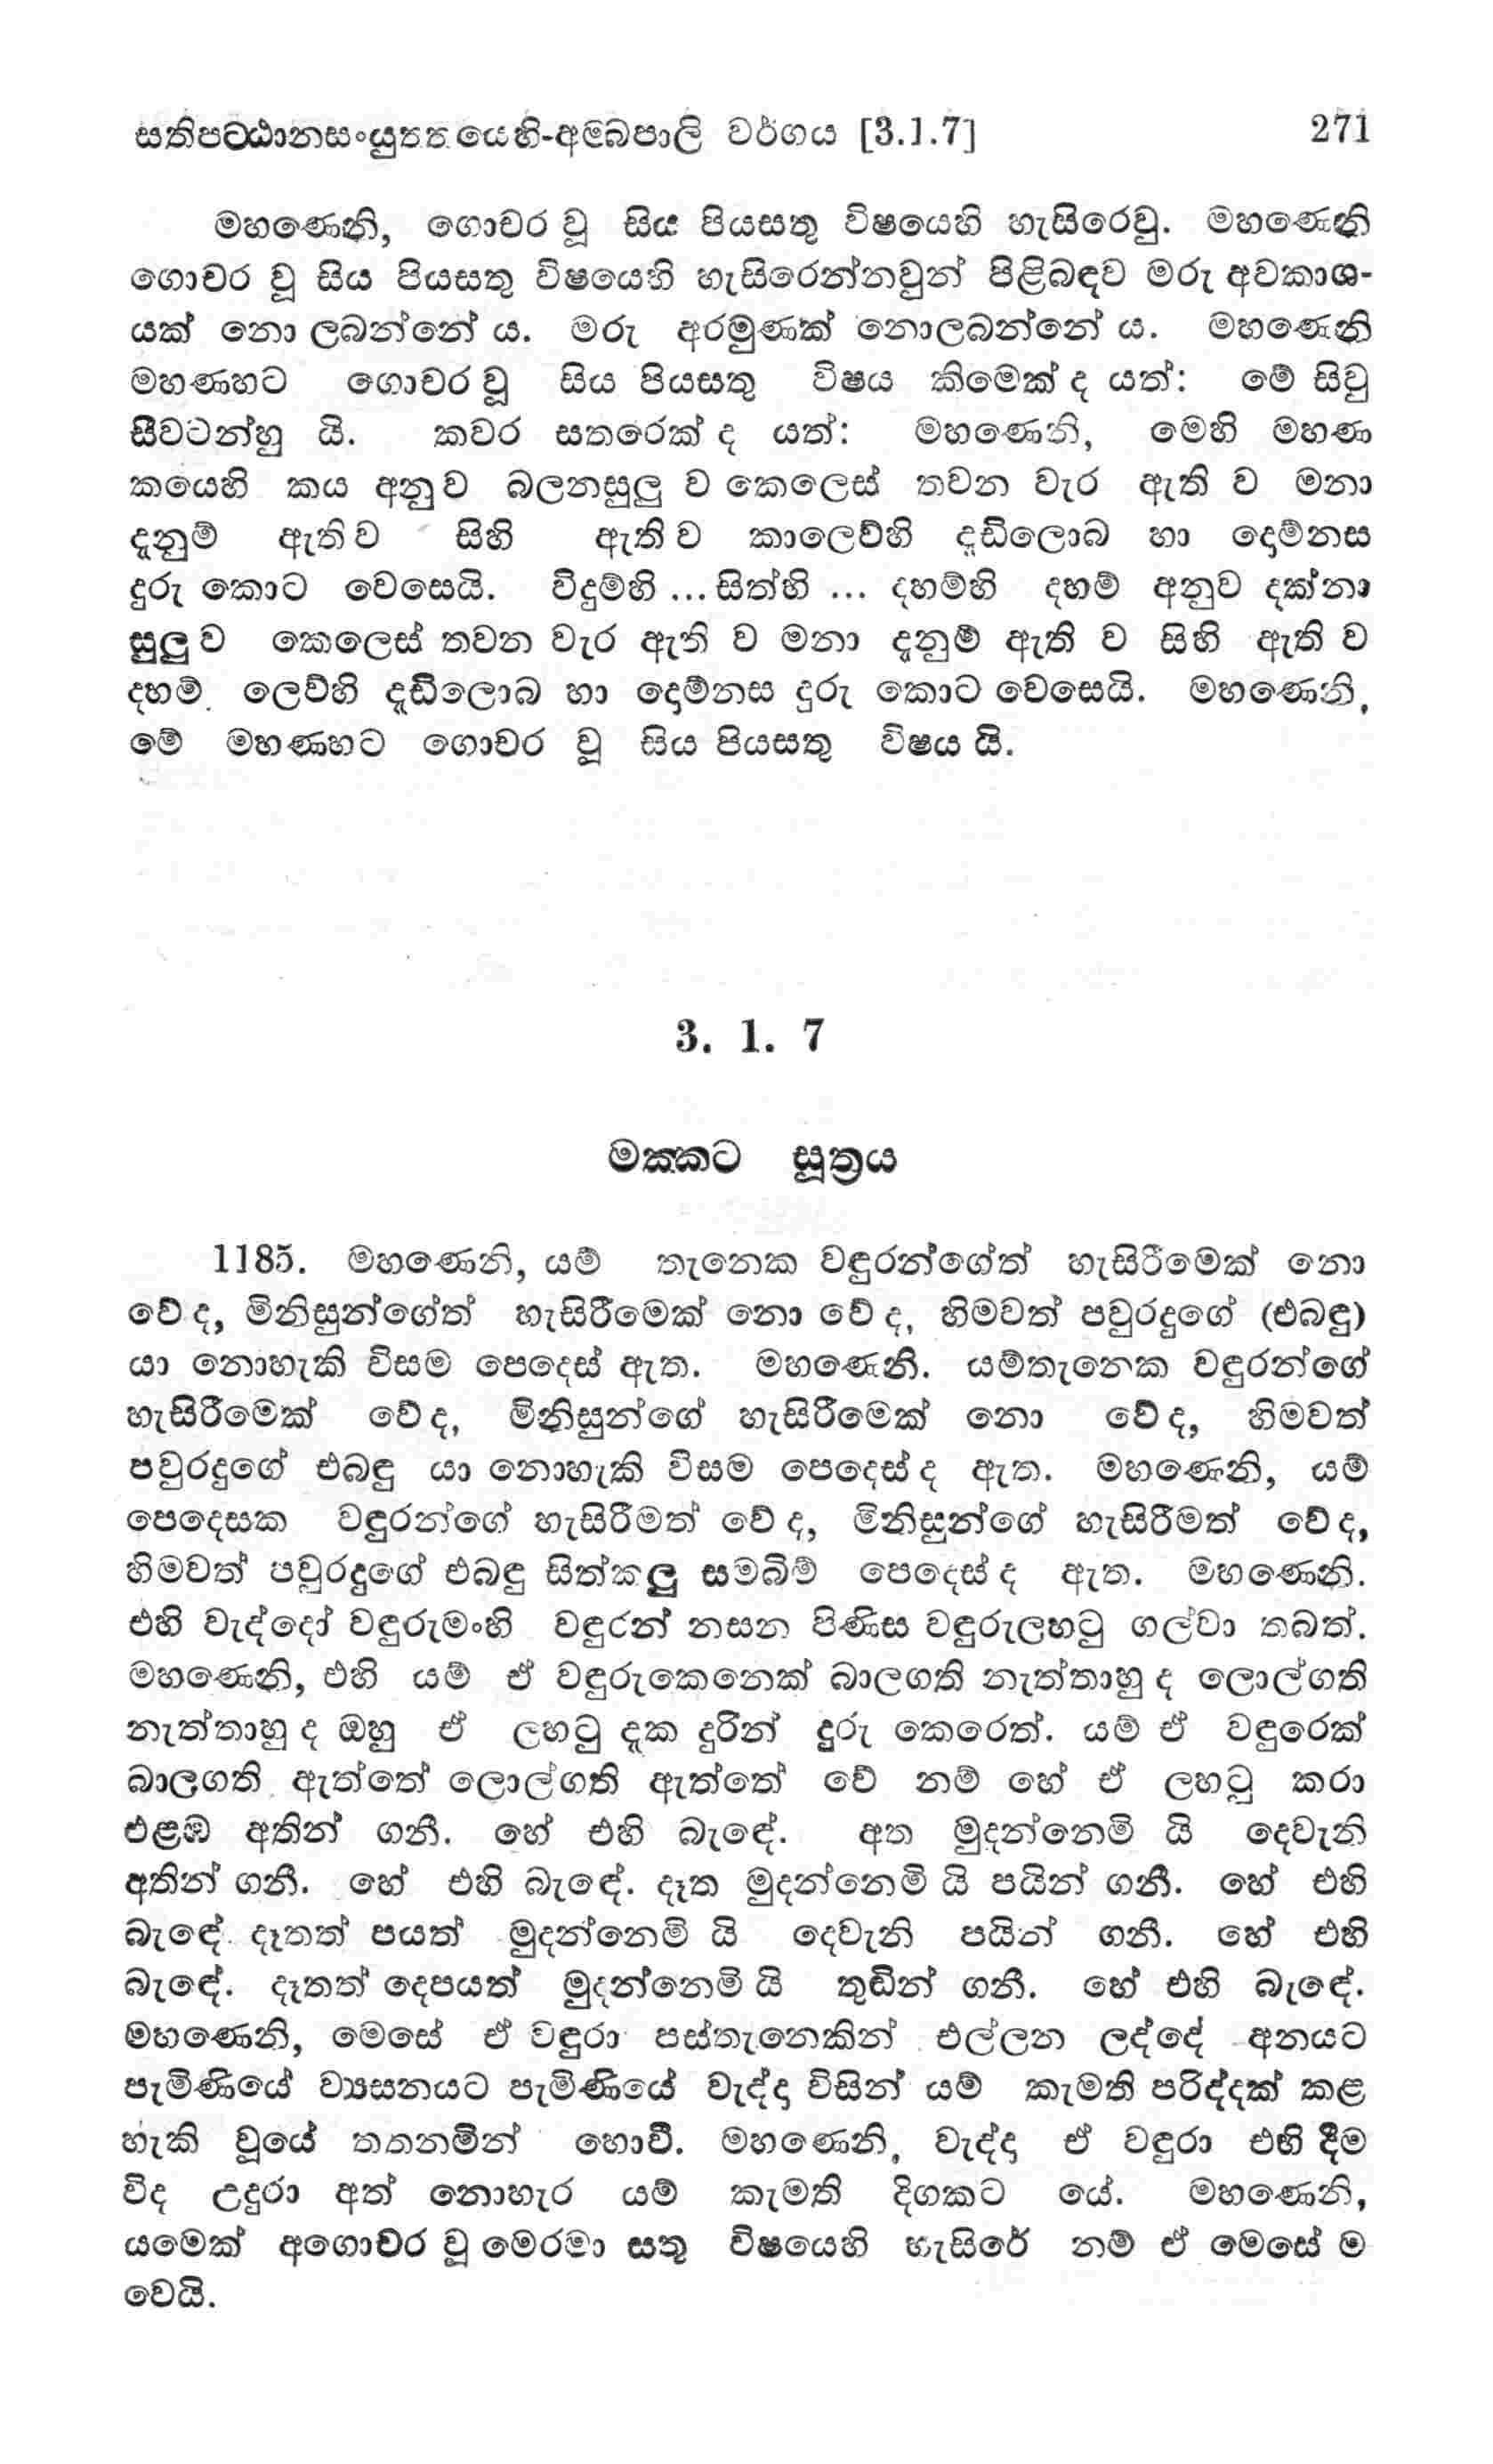 සතිපට්ඨානසංයුත්තයෙහි-අම්බපාලි වර්ගය [3.1.7] 271
මහණෙනි, ගොචර වූ සිය පියසතු විෂයෙහි හැසිරෙවු. මහණෙනි
ගොචර වූ සිය පියසතු විෂයෙහි හැසිරෙන්නවුන් පිළිබඳව මරු අවකාශ-
යක් නො ලබන්නේ ය. මරු අරමුණක් නොලබන්නේ ය. මහණෙනි
මහණහට ගොචර වූ සිය පියසතු විෂය කිමෙක් ද යත්: මේ සිවු
සීවටන්හු යි. කවර සතරෙක් ද යත්: මහණෙනි, මෙහි මහණ
කයෙහි කය අනුව බලනසුලු ව කෙලෙස් තවන වැර ඇති ව මනා
දැනුම් ඇති ව සිහි ඇති ව කාලෙව්හි දැඩිලොබ හා දොම්නස
දුරු කොට වෙසෙයි. විදුම්හි ... සිත්හි ... දහම්හි දහම් අනුව දක්නා
සුලු ව කෙලෙස් තවන වැර ඇති ව මනා දැනුම් ඇති ව සිහි ඇති ව
දහම් ලෙව්හි දැඩිලොබ හා දොම්නස දුරු කොට වෙසෙයි. මහණෙනි,
මේ මහණහට ගොචර වූ සිය පියසතු විෂය යි.
3. 1. 7
මක්කට සූත්‍රය
1185. මහණෙනි, යම් තැනෙක වඳුරන්ගේත් හැසිරීමෙක් නො
වේ ද, මිනිසුන්ගේත් හැසිරීමෙක් නො වේ ද, හිමවත් පවුරදුගේ (එබඳු)
යා නොහැකි විසම පෙදෙස් ඇත. මහණෙනි. යම්තැනෙක වඳුරන්ගේ
හැසිරීමෙක් වේ ද, මිනිසුන්ගේ හැසිරීමෙක් නො වේ ද, හිමවත්
පවුරදුගේ එබඳු යා නොහැකි විසම පෙදෙස් ද ඇත. මහණෙනි, යම්
පෙදෙසක වඳුරන්ගේ හැසිරීමත් වේ ද, මිනිසුන්ගේ හැසිරීමත් වේ ද,
හිමවත් පවුරදුගේ එබඳු සිත්කලු සමබිම් පෙදෙස් ද ඇත. මහණෙනි.
එහි වැද්දෝ වඳුරුමංහි වඳුරන් නසන පිණිස වඳුරුලහටු ගල්වා තබත්.
මහණෙනි, එහි යම් ඒ වඳුරුකෙනෙක් බාලගති නැත්තාහු ද ලොල්ගති
නැත්තාහු ද ඔහු ඒ ලහටු දැක දුරින් දුරු කෙරෙත්. යම් ඒ වඳුරෙක්
බාලගති ඇත්තේ ලොල්ගති ඇත්තේ වේ නම් හේ ඒ ලහටු කරා
එළඹ අතින් ගනී. හේ එහි බැඳේ. අත මුදන්නෙමි යි දෙවැනි
අතින් ගනී. හේ එහි බැඳේ. දෑත මුදන්නෙමි යි පයින් ගනී. හේ එහි
බැඳේ. දෑතත් පයත් මුදන්නෙමි යි දෙවැනි පයින් ගනී. හේ එහි
බැඳේ. දෑතත් දෙපයත් මුදන්නෙමි යි තුඬින් ගනී. හේ එහි බැඳේ.
මහණෙනි, මෙසේ ඒ වඳුරා පස්තැනෙකින් එල්ලන ලද්දේ අනයට
පැමිණියේ ව්‍යසනයට පැමිණියේ වැද්දා විසින් යම් කැමති පරිද්දක් කළ
හැකි වූයේ තතනමින් හොවී. මහණෙනි, වැද්දා ඒ වඳුරා එහි දීම
විද උදුරා අත් නොහැර යම් කැමති දිගකට යේ. මහණෙනි,
යමෙක් අගොචර වූ මෙරමා සතු විෂයෙහි හැසිරේ නම් ඒ මෙසේ ම
වෙයි.